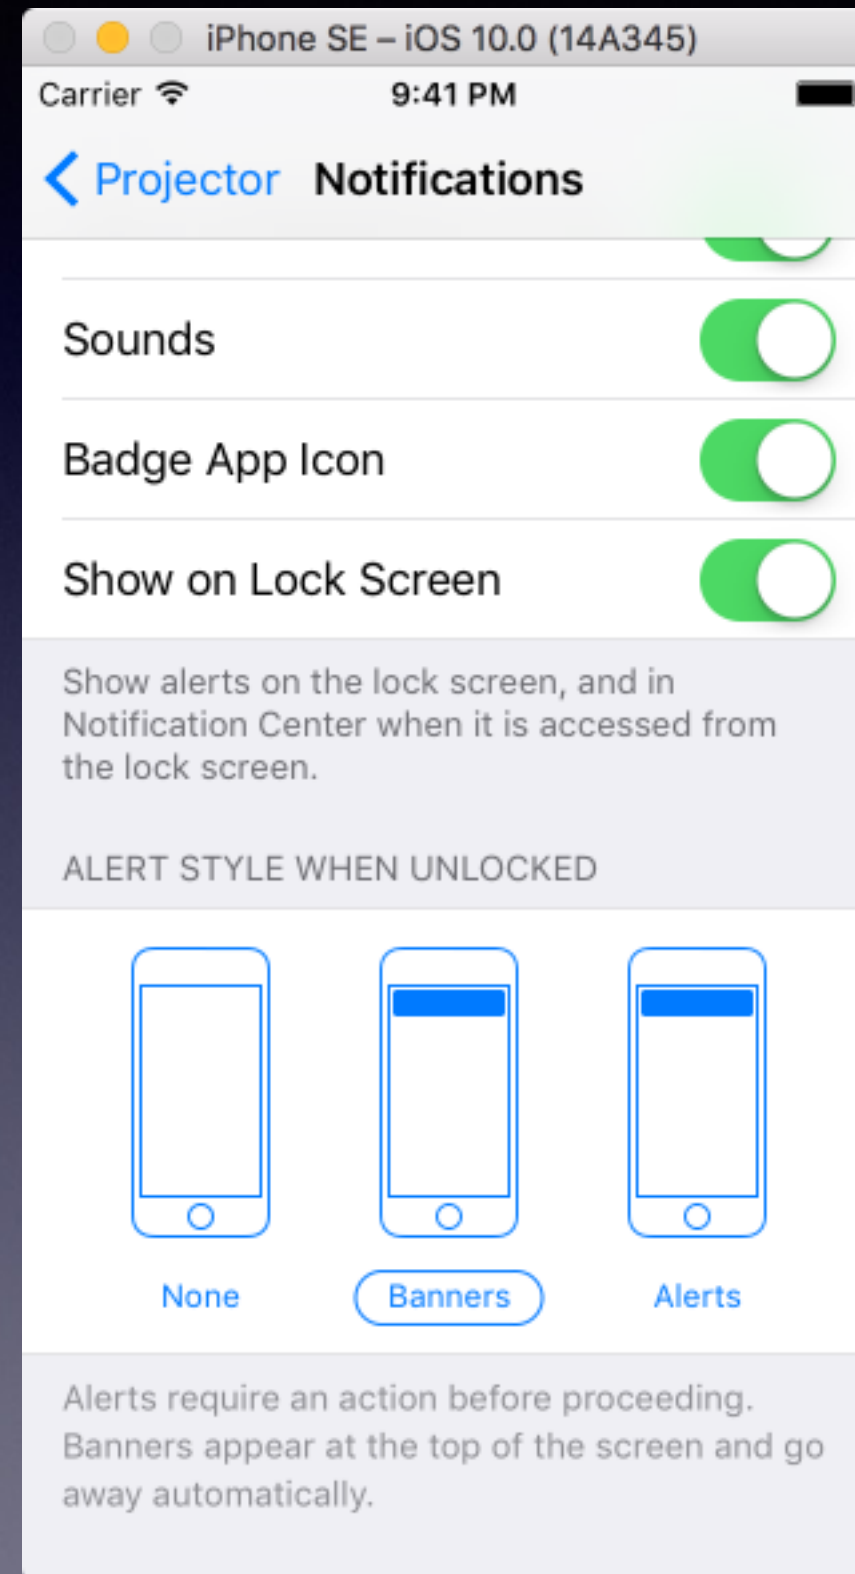 iPhone SE – iOS 10.0 (14A345)
Carrier 9:41 PM
Projector Notifications
Sounds
Badge App Icon
Show on Lock Screen
Show alerts on the lock screen, and in
Notification Center when it is accessed from
the lock screen.
ALERT STYLE WHEN UNLOCKED
None Banners Alerts
Alerts require an action before proceeding.
Banners appear at the top of the screen and go
away automatically.